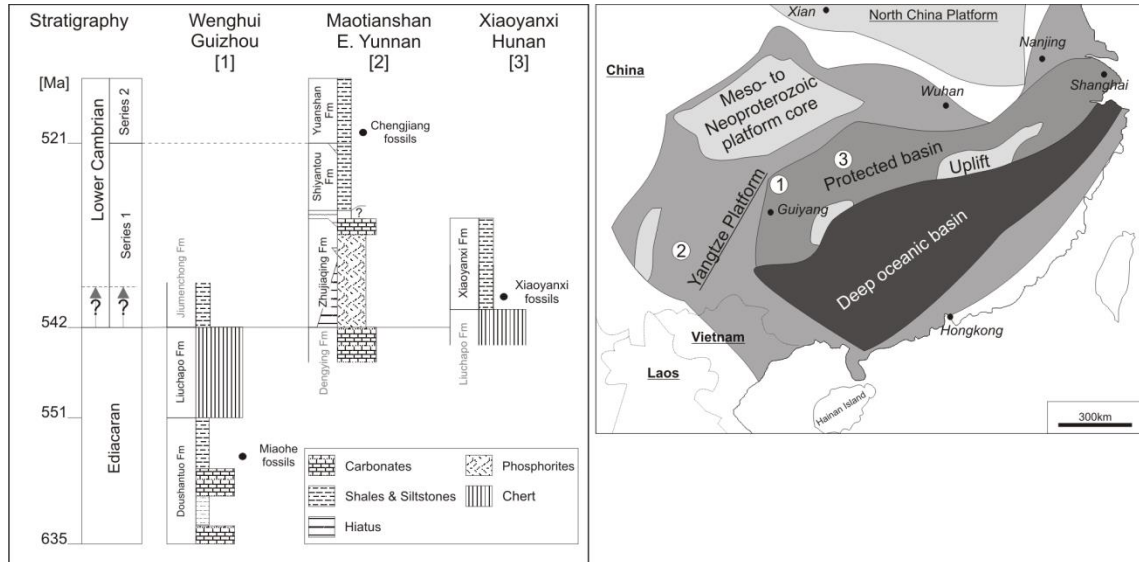 Stratigraphy
Wenghui
Guizhou
[1]
Maotianshan
E. Yunnan
[2]
Xiaoyanxi
Hunan
[3]
[Ma]
521
542
551
635
Lower Cambrian
Ediacaran
Series 2
Series 1
?
?
Jiumenchong Fm
Liuchapo Fm
Doushantuo Fm
Miaohe
fossils
Yuanshan
Fm
Shiyantou
Fm
Zhujiaqing Fm
Dengying Fm
?
Chengjiang
fossils
Xiaoyanxi Fm
Liuchapo Fm
Xiaoyanxi
fossils
Carbonates
Phosphorites
Shales & Siltstones
Chert
Hiatus
Xian
North China Platform
Nanjing
China
Shanghai
Wuhan
Meso- to
Neoproterozoic
platform core
Protected basin
Uplift
1
2
3
Guiyang
Yangtze Platform
Deep oceanic basin
Hongkong
Vietnam
Laos
Hainan Island
300km